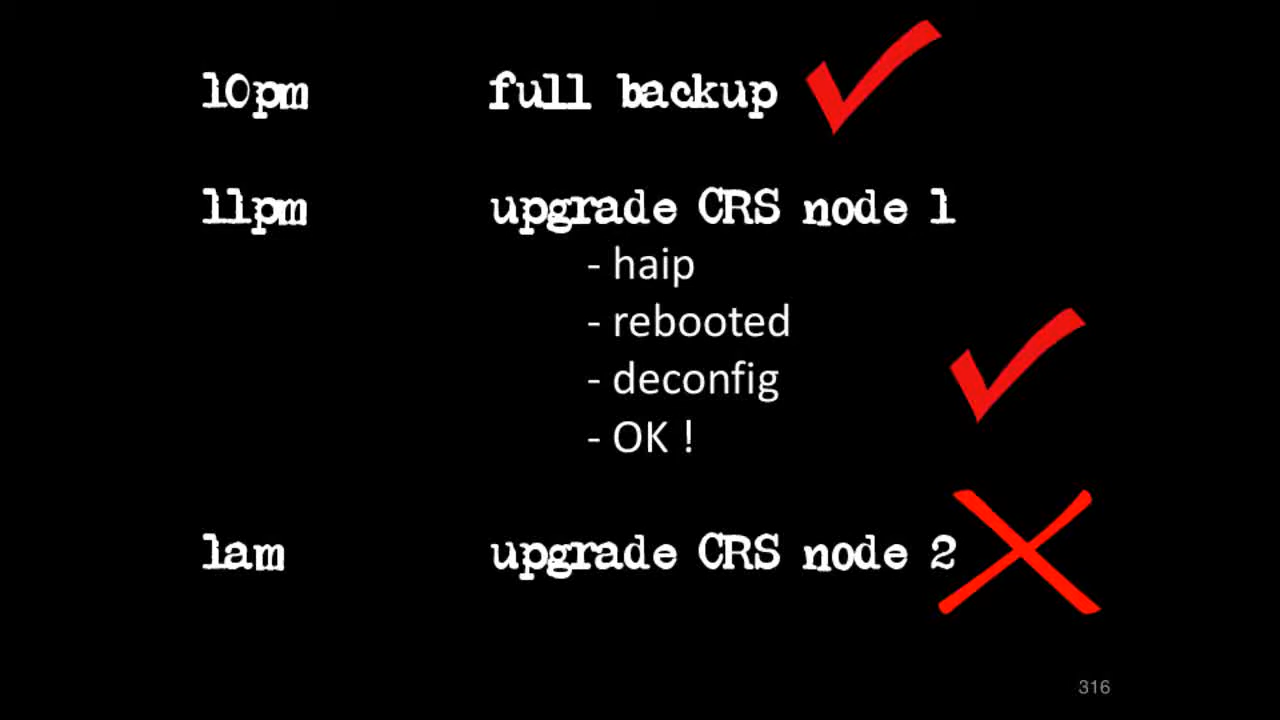 10pm full backup
11pm upgrade CRS node 1
- haip
- rebooted
- deconfig
- OK !
1am upgrade CRS node 2
316